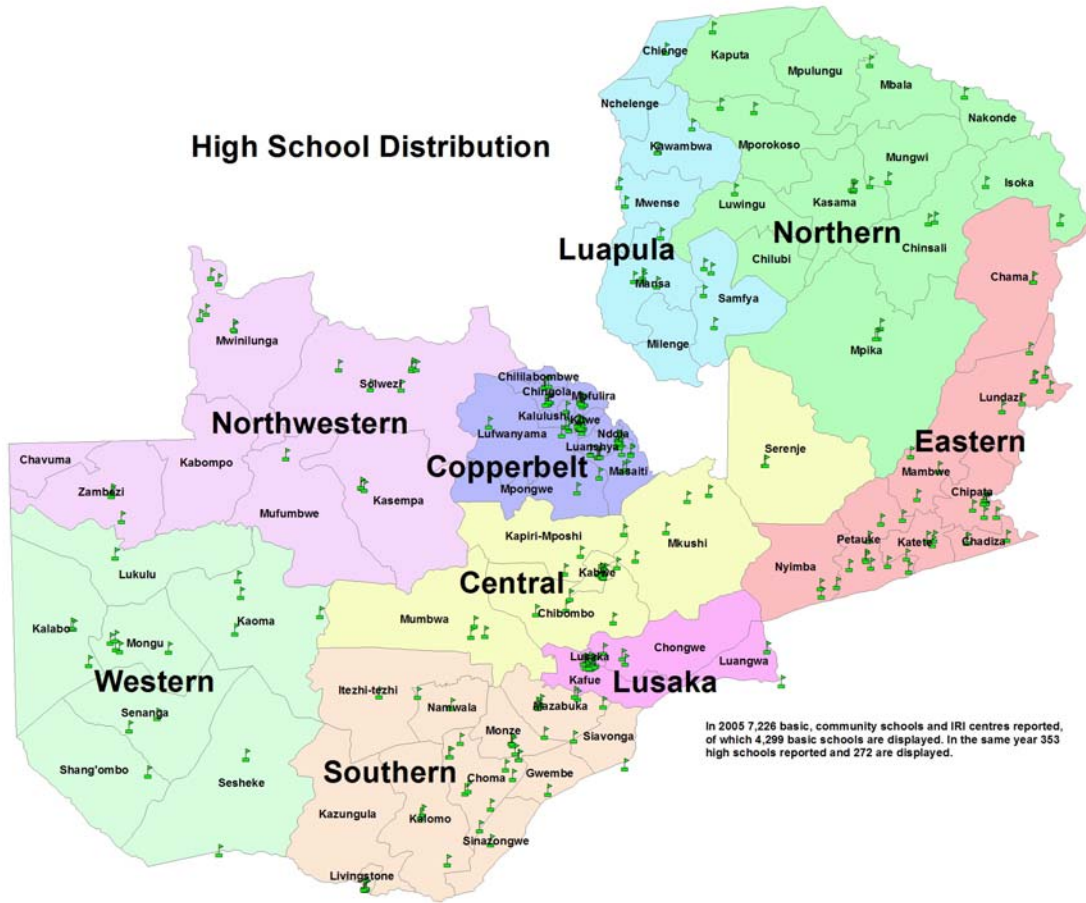 Chienge
Kaputa
Mpulungu
Mbala
Nchelenge
Nakonde
High School Distribution
Kawambwa
Mporokoso
Mungwi
Isoka
Mwense
Luwingu
Kasama
Northern
Luapula
Chinsali
Chilubi
Chama
Mansa
Samfya
Mwinilunga
Milenge
Mpika
Solwezi
Chililabombwe
Chingola
Mufulira
Lundazi
Northwestern
Kalulushi
Kitwe
Lufwanyama
Ndola
Eastern
Luanshya
Serenje
Chavuma
Kabompo
Copperbelt
Masaiti
Mambwe
Zambezi
Kasempa
Mpongwe
Chipata
Mufumbwe
Kapiri-Mposhi
Mkushi
Petauke
Katete
Chadiza
Lukulu
Central
Kabwe
Nyimba
Kalabo
Kaoma
Mumbwa
Chibombo
Mongu
Chongwe
Western
Lusaka
Luangwa
Kafue
Lusaka
Itezhi-tezhi
Namwala
Mazabuka
Senanga
Monze
Siavonga
In 2005 7,226 basic, community schools and IRI centres reported,
of which 4,299 basic schools are displayed. In the same year 353
high schools reported and 272 are displayed.
Shang'ombo
Sesheke
Southern
Choma
Gwembe
Kazungula
Kalomo
Sinazongwe
Livingstone